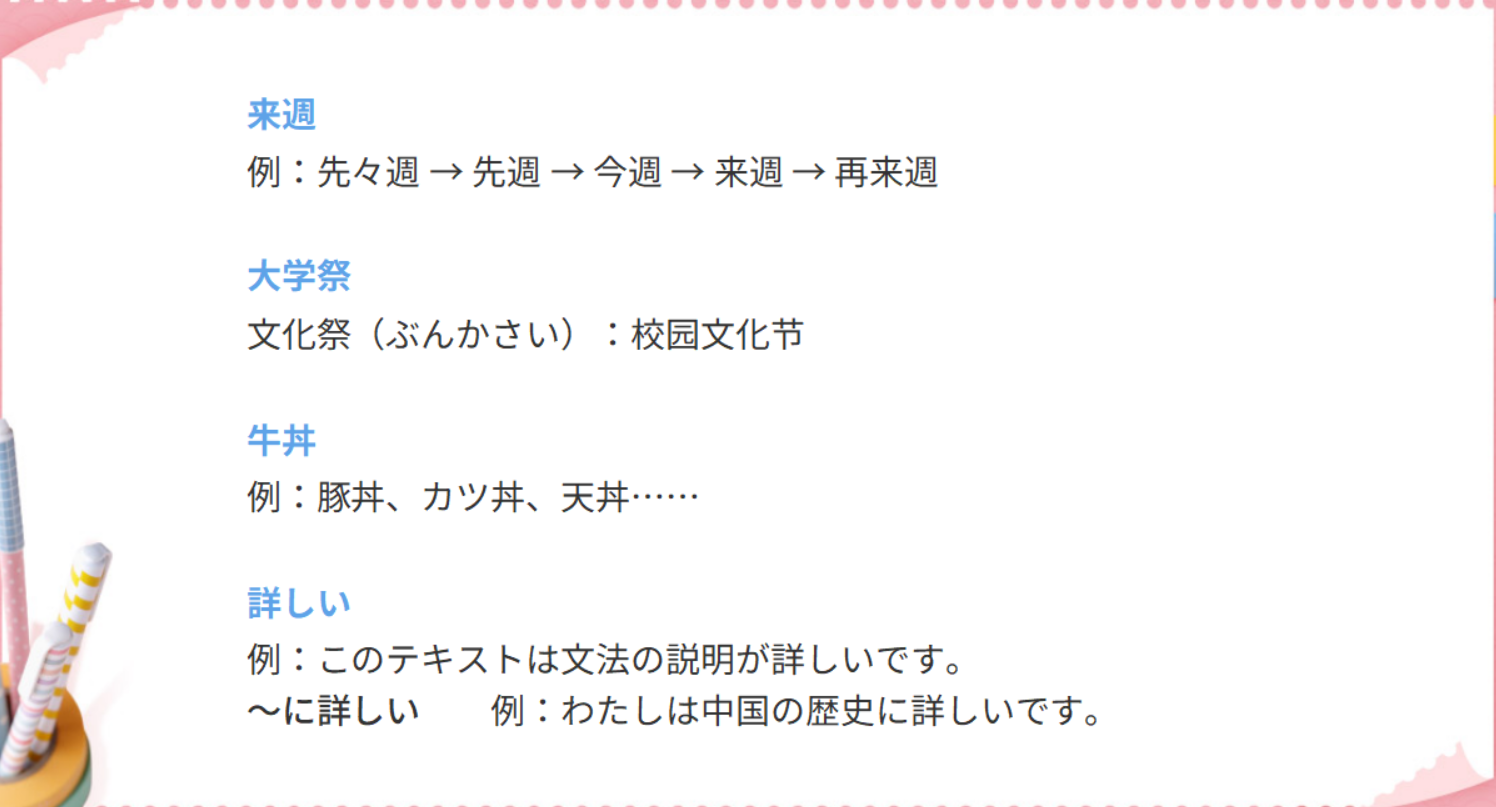 来週
例：先々週 → 先週 → 今週 → 来週 → 再来週
大学祭
文化祭（ぶんかさい）：校园文化节
牛丼
例：豚丼、カツ丼、天丼……
詳しい
例：このテキストは文法の説明が詳しいです。
～に詳しい　　例：わたしは中国の歴史に詳しいです。